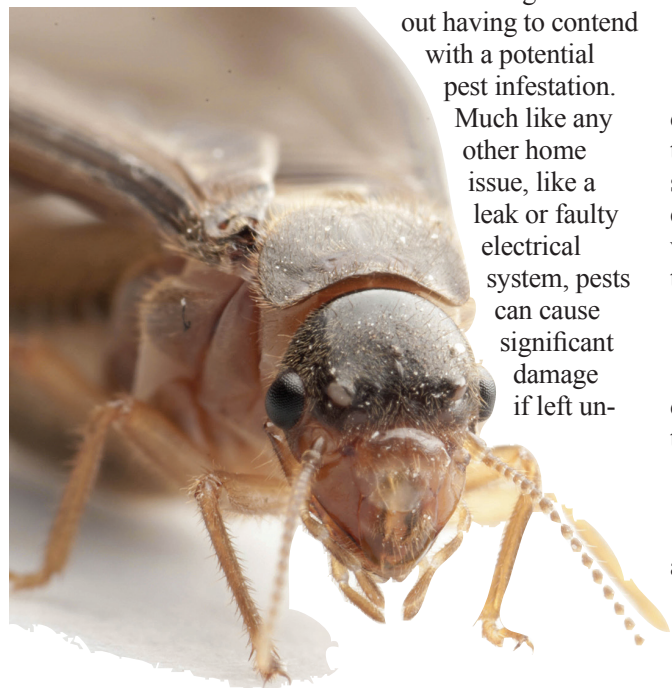 out having to contend
with a potential
pest infestation.
Much like any
other home
issue, like a
leak or faulty
electrical
system, pests
can cause
significant
damage
if left un-